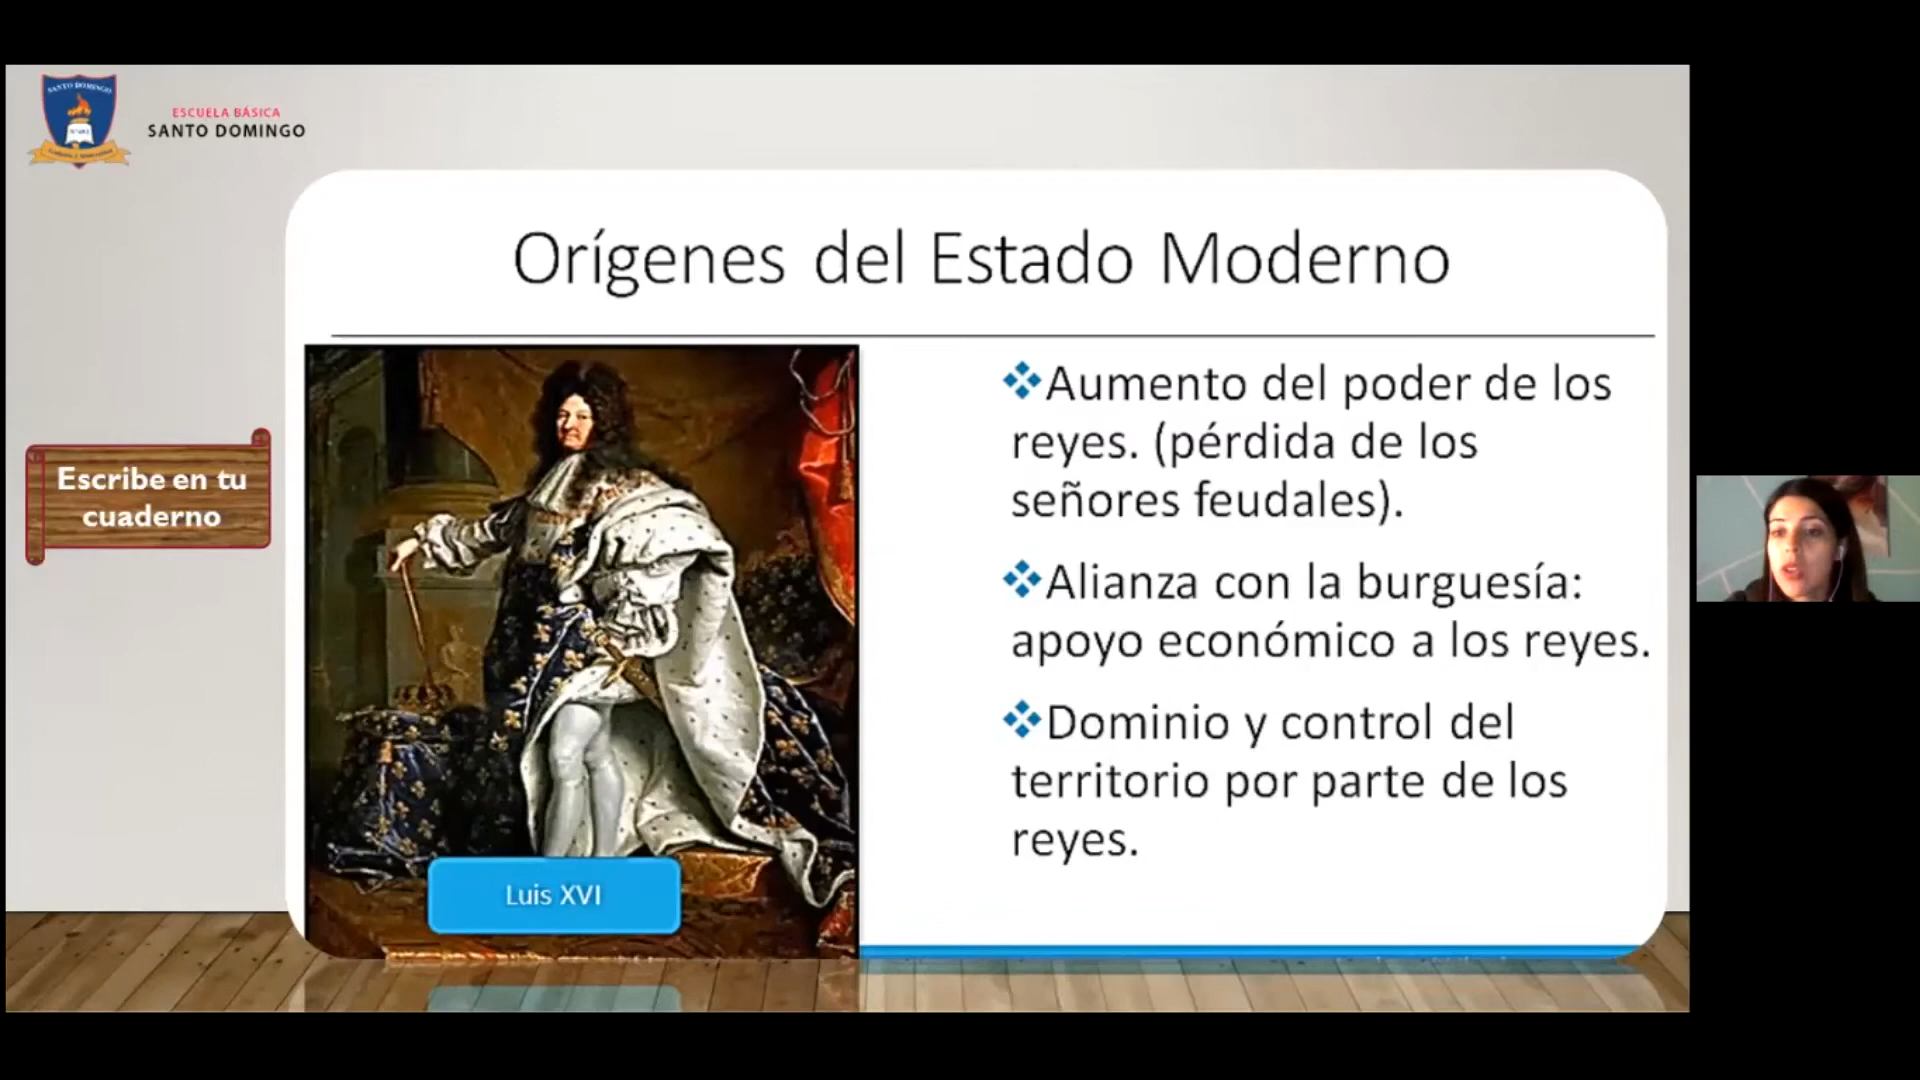 SANTO DOMINGO
ESCUELA BÁSICA
SANTO DOMINGO
Orígenes del Estado Moderno
Escribe en tu
cuaderno
❖Aumento del poder de los
reyes. (pérdida de los
señores feudales).
❖Alianza con la burguesía:
apoyo económico a los reyes.
❖Dominio y control del
territorio por parte de los
reyes.
Luis XVI